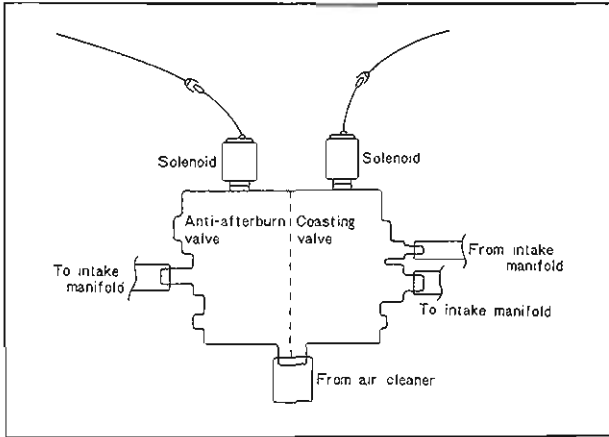 Solenoid
Solenoid
Anti-afterburn
valve
Coasting
valve
From intake
manifold
To intake
manifold
To intake manifold
From air cleaner